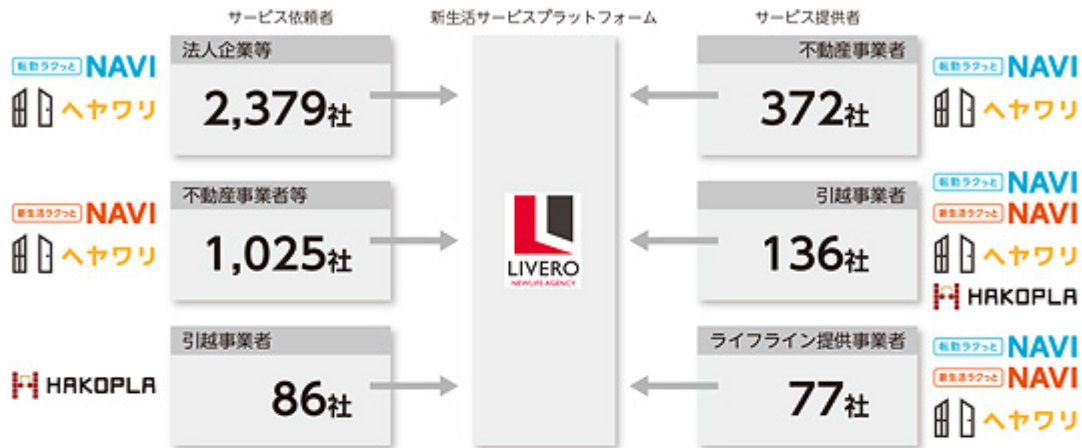 サービス依頼者
新生活サービスプラットフォーム
サービス提供者
転勤ラクっと NAVI
ヘヤワリ
法人企業等
2,379社
不動産事業者
372社
転勤ラクっと NAVI
ヘヤワリ
新生活ラクっと NAVI
ヘヤワリ
不動産事業者等
1,025社
LIVERO
NEWLIFE AGENCY
引越事業者
136社
転勤ラクっと NAVI
新生活ラクっと NAVI
ヘヤワリ
HAKOPLA
HAKOPLA
引越事業者
86社
ライフライン提供事業者
77社
転勤ラクっと NAVI
新生活ラクっと NAVI
ヘヤワリ